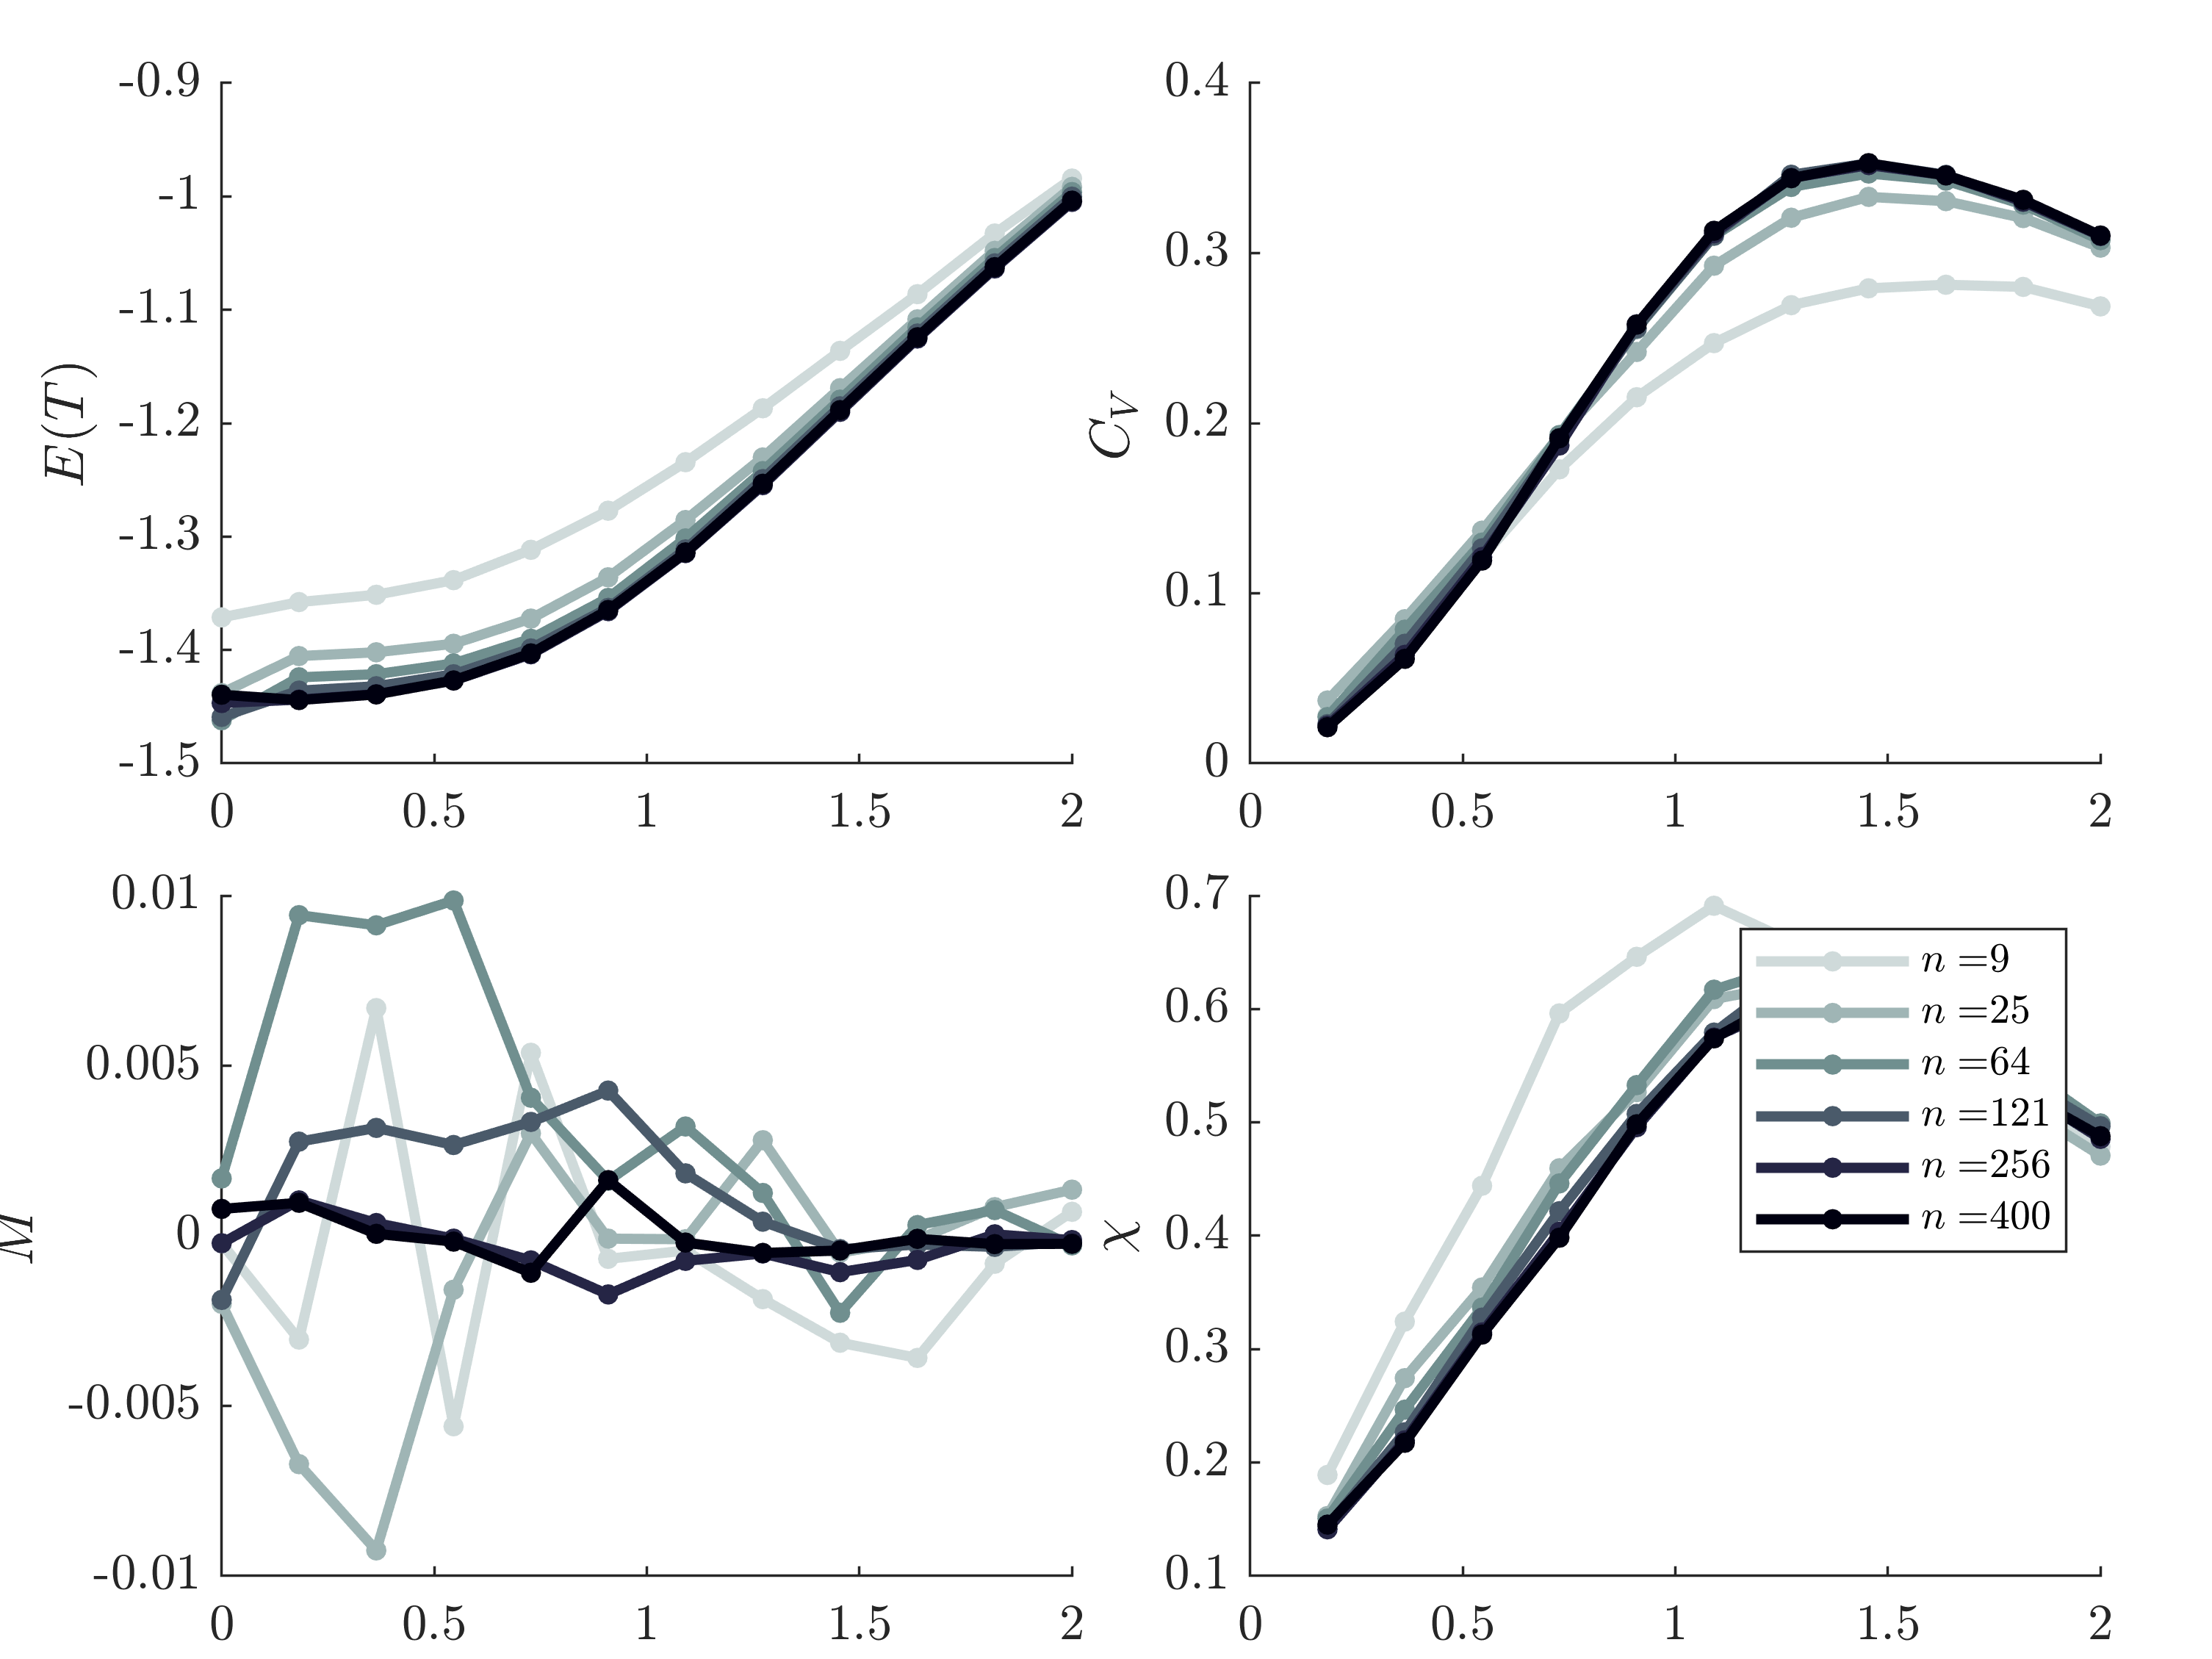 -0.9
-1
-1.1
-1.2
-1.3
-1.4
-1.5
E(T)
0 0.5 1 1.5 2
0.4
0.3
0.2
0.1
0
C_V
0 0.5 1 1.5 2
0.01
0.005
0
-0.005
-0.01
M
0 0.5 1 1.5 2
0.7
0.6
0.5
0.4
0.3
0.2
0.1
χ
0 0.5 1 1.5 2
n =9
n =25
n =64
n =121
n =256
n =400